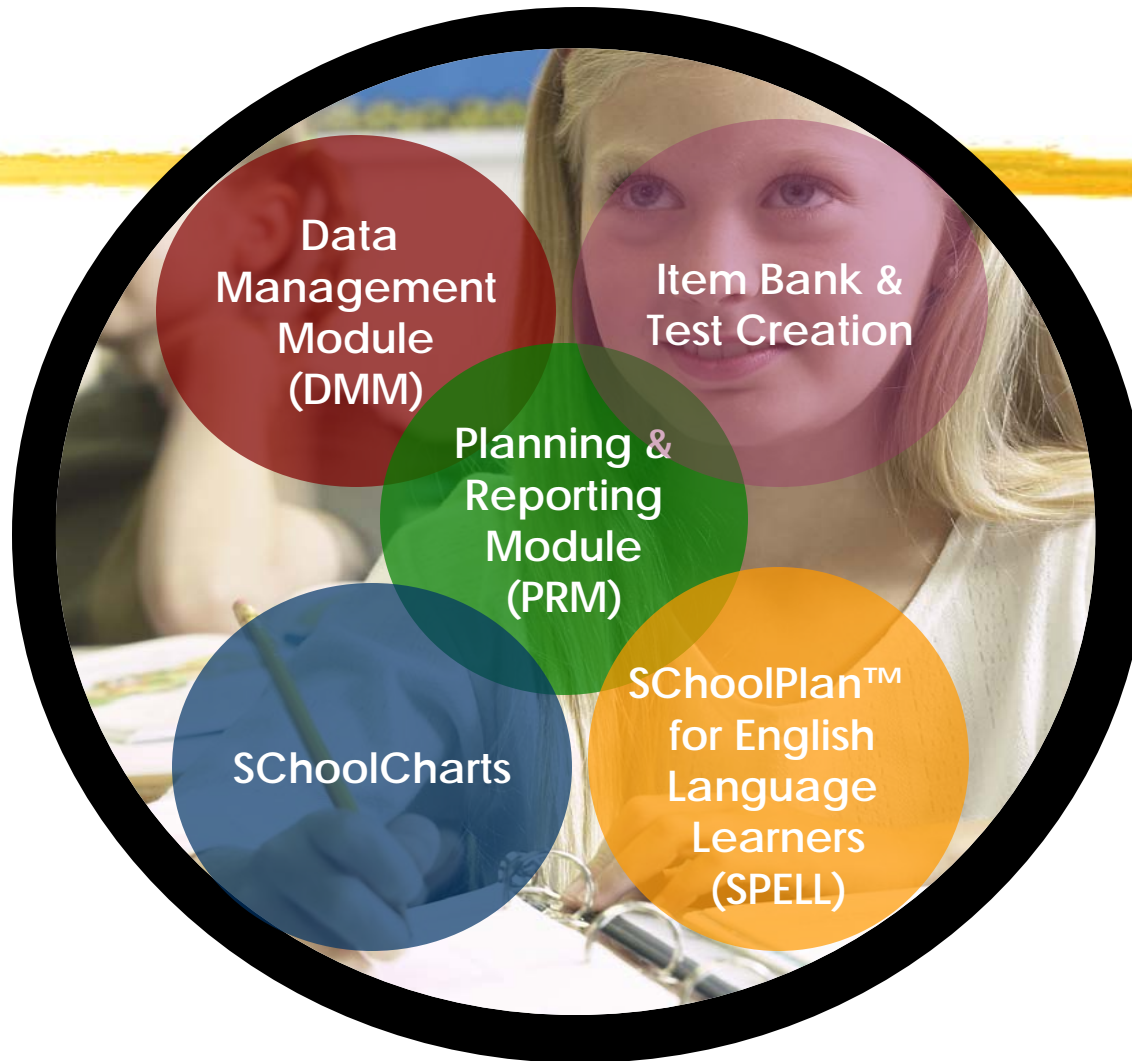 Data
Management
Module
(DMM)
Item Bank &
Test Creation
Planning &
Reporting
Module
(PRM)
SChoolCharts
SChoolPlan™
for English
Language
Learners
(SPELL)